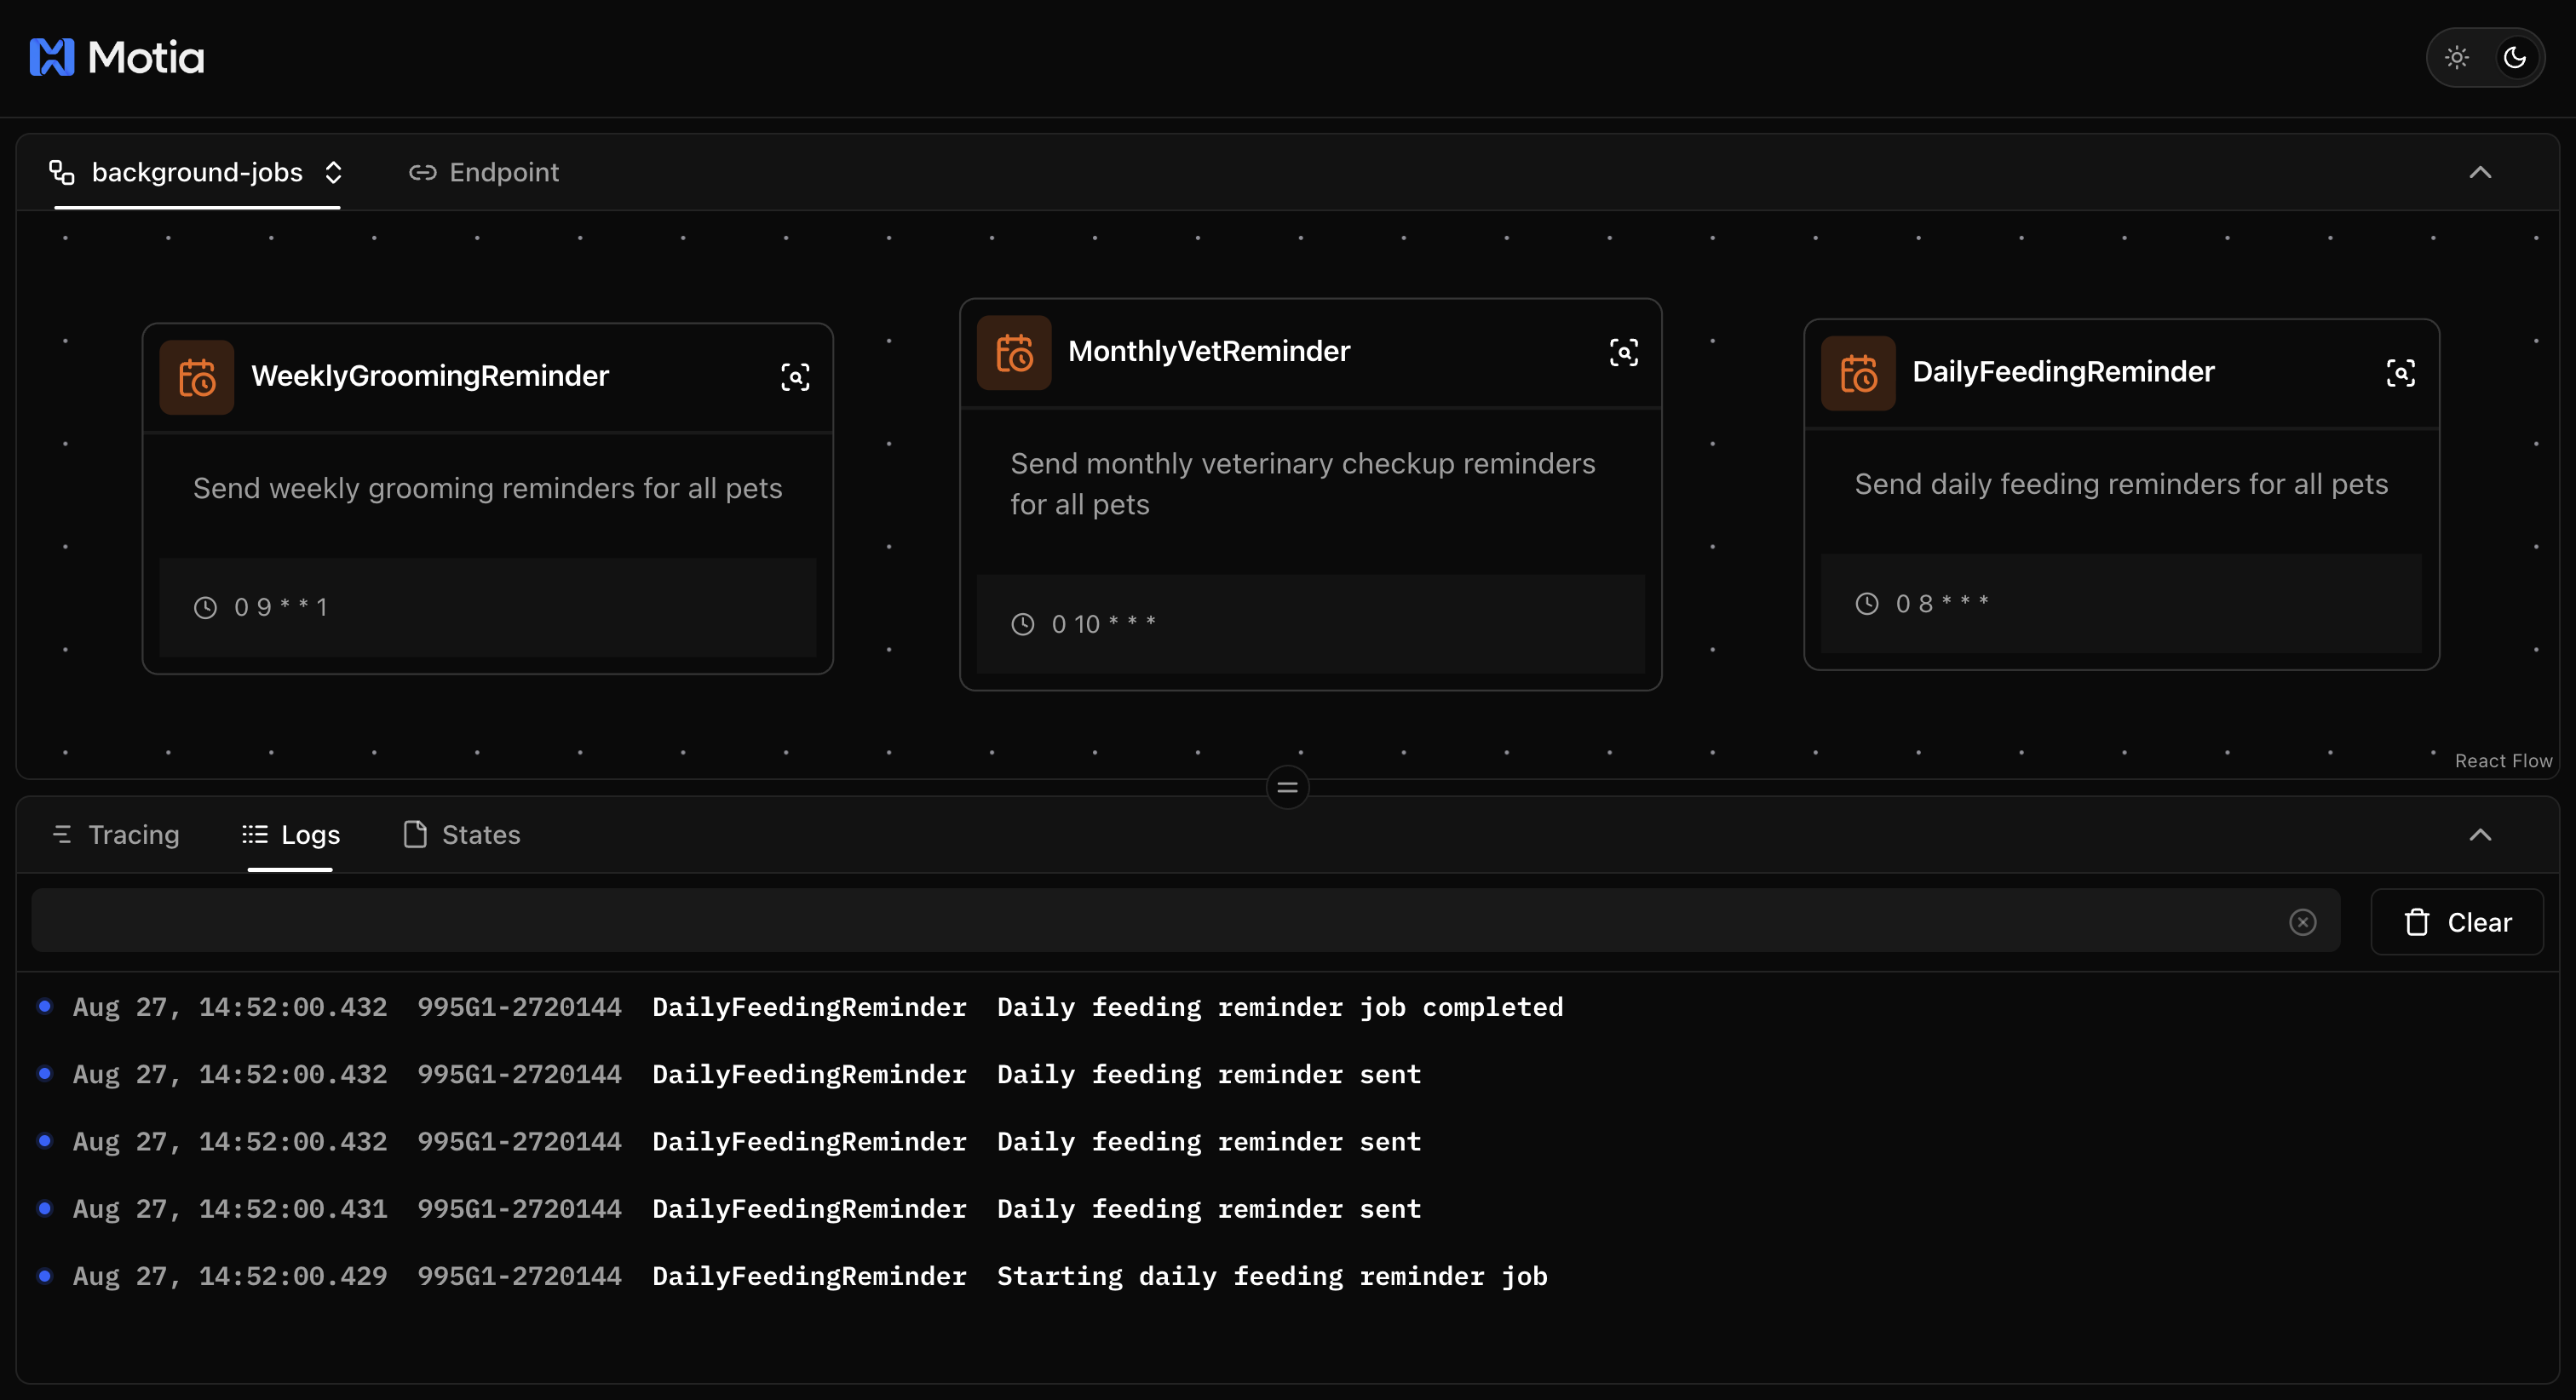 Motia
background-jobs
Endpoint
WeeklyGroomingReminder
Send weekly grooming reminders for all pets
0 9 * * 1
MonthlyVetReminder
Send monthly veterinary checkup reminders
for all pets
0 10 * * *
DailyFeedingReminder
Send daily feeding reminders for all pets
0 8 * * *
React Flow
Tracing
Logs
States
Clear
Aug 27, 14:52:00.432 995G1-2720144 DailyFeedingReminder Daily feeding reminder job completed
Aug 27, 14:52:00.432 995G1-2720144 DailyFeedingReminder Daily feeding reminder sent
Aug 27, 14:52:00.432 995G1-2720144 DailyFeedingReminder Daily feeding reminder sent
Aug 27, 14:52:00.431 995G1-2720144 DailyFeedingReminder Daily feeding reminder sent
Aug 27, 14:52:00.429 995G1-2720144 DailyFeedingReminder Starting daily feeding reminder job